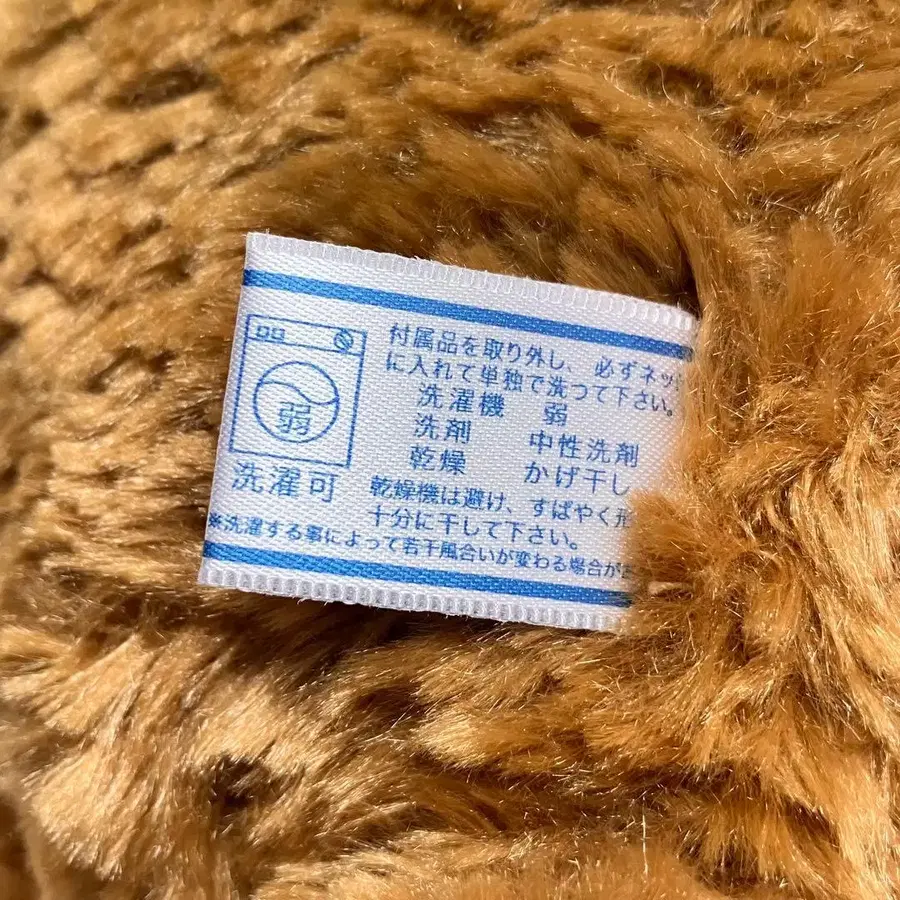 弱
洗濯可
付属品を取り外し、必ずネッ
に入れて単独で洗つて下さい。
洗濯機 弱
洗剤 中性洗剤
乾燥 かげ干し
乾燥機は避け、すばやく形
十分に干して下さい。
※洗濯する事によって若干風合いが変わる場合が